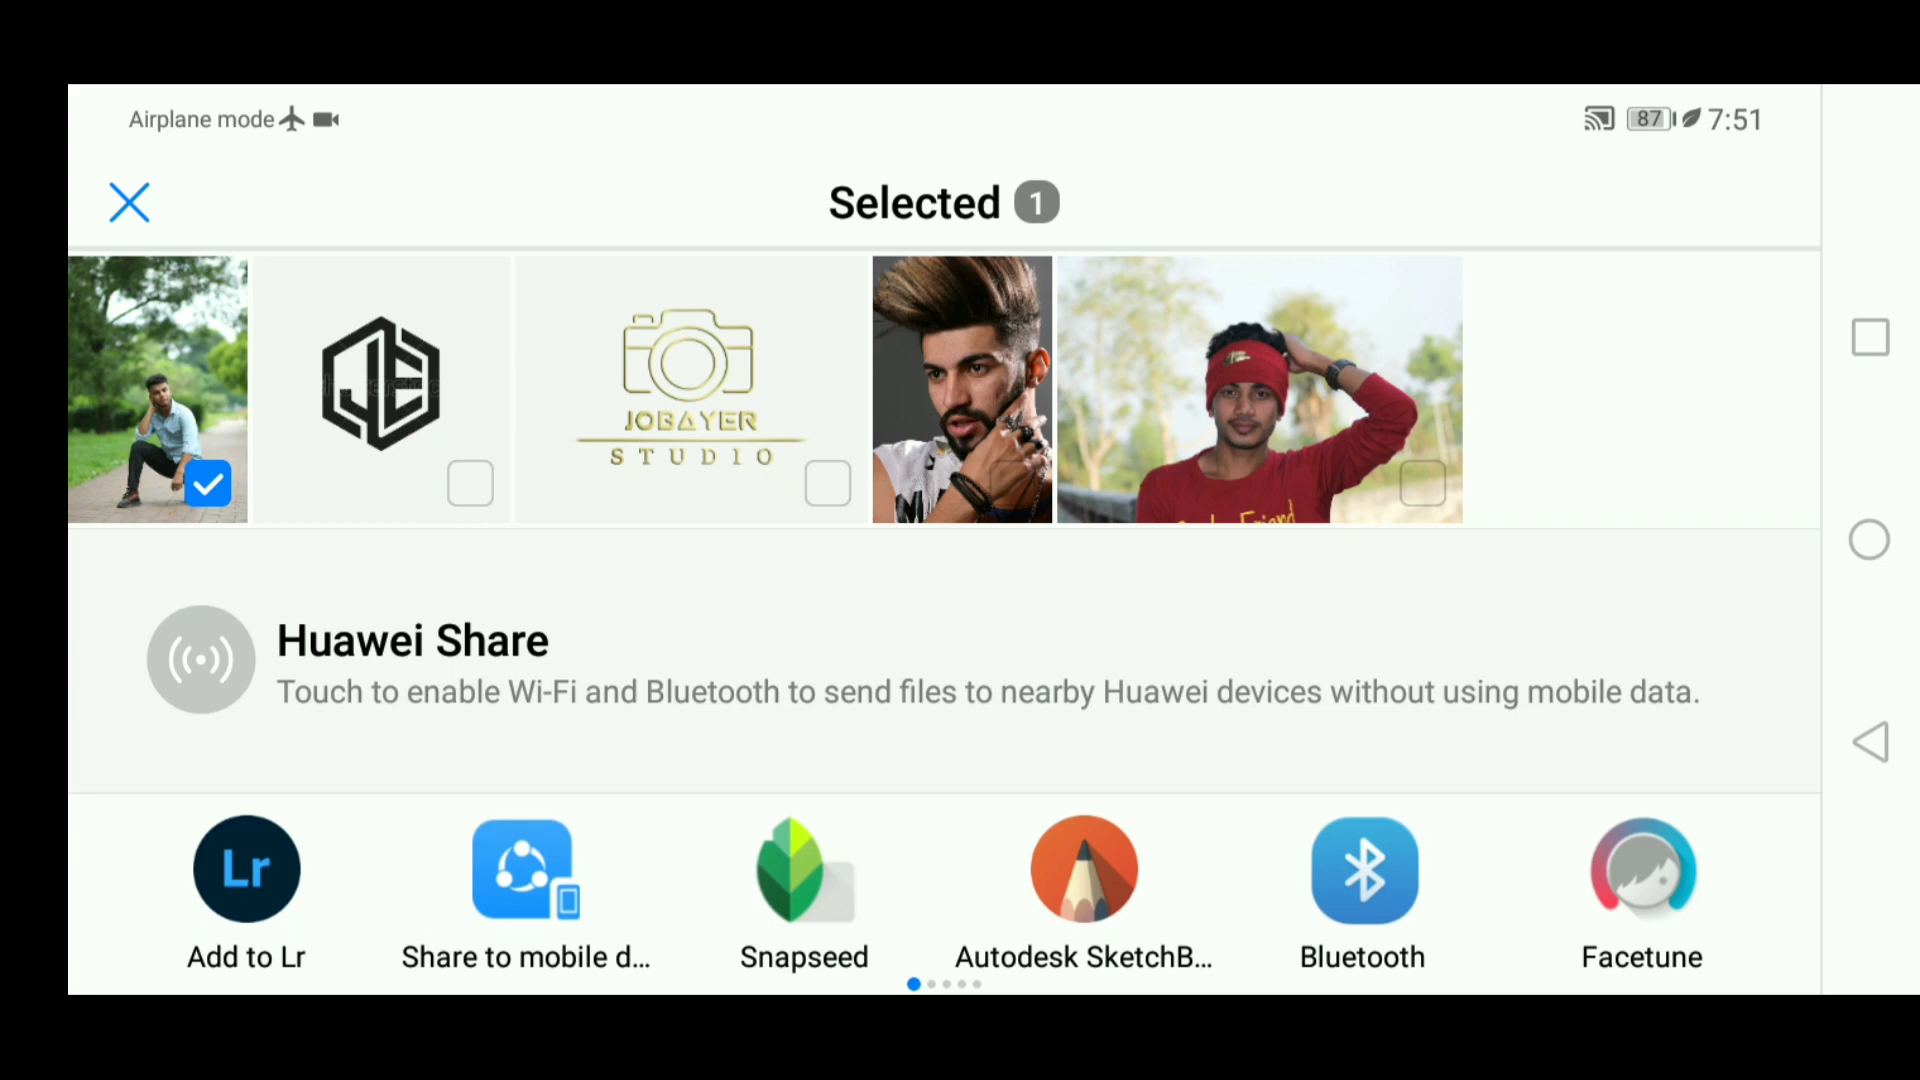 Airplane mode
87 7:51
Selected 1
JE
JOBAYER
STUDIO
Huawei Share
Touch to enable Wi-Fi and Bluetooth to send files to nearby Huawei devices without using mobile data.
Lr
Add to Lr
Share to mobile d...
Snapseed
Autodesk SketchB...
Bluetooth
Facetune